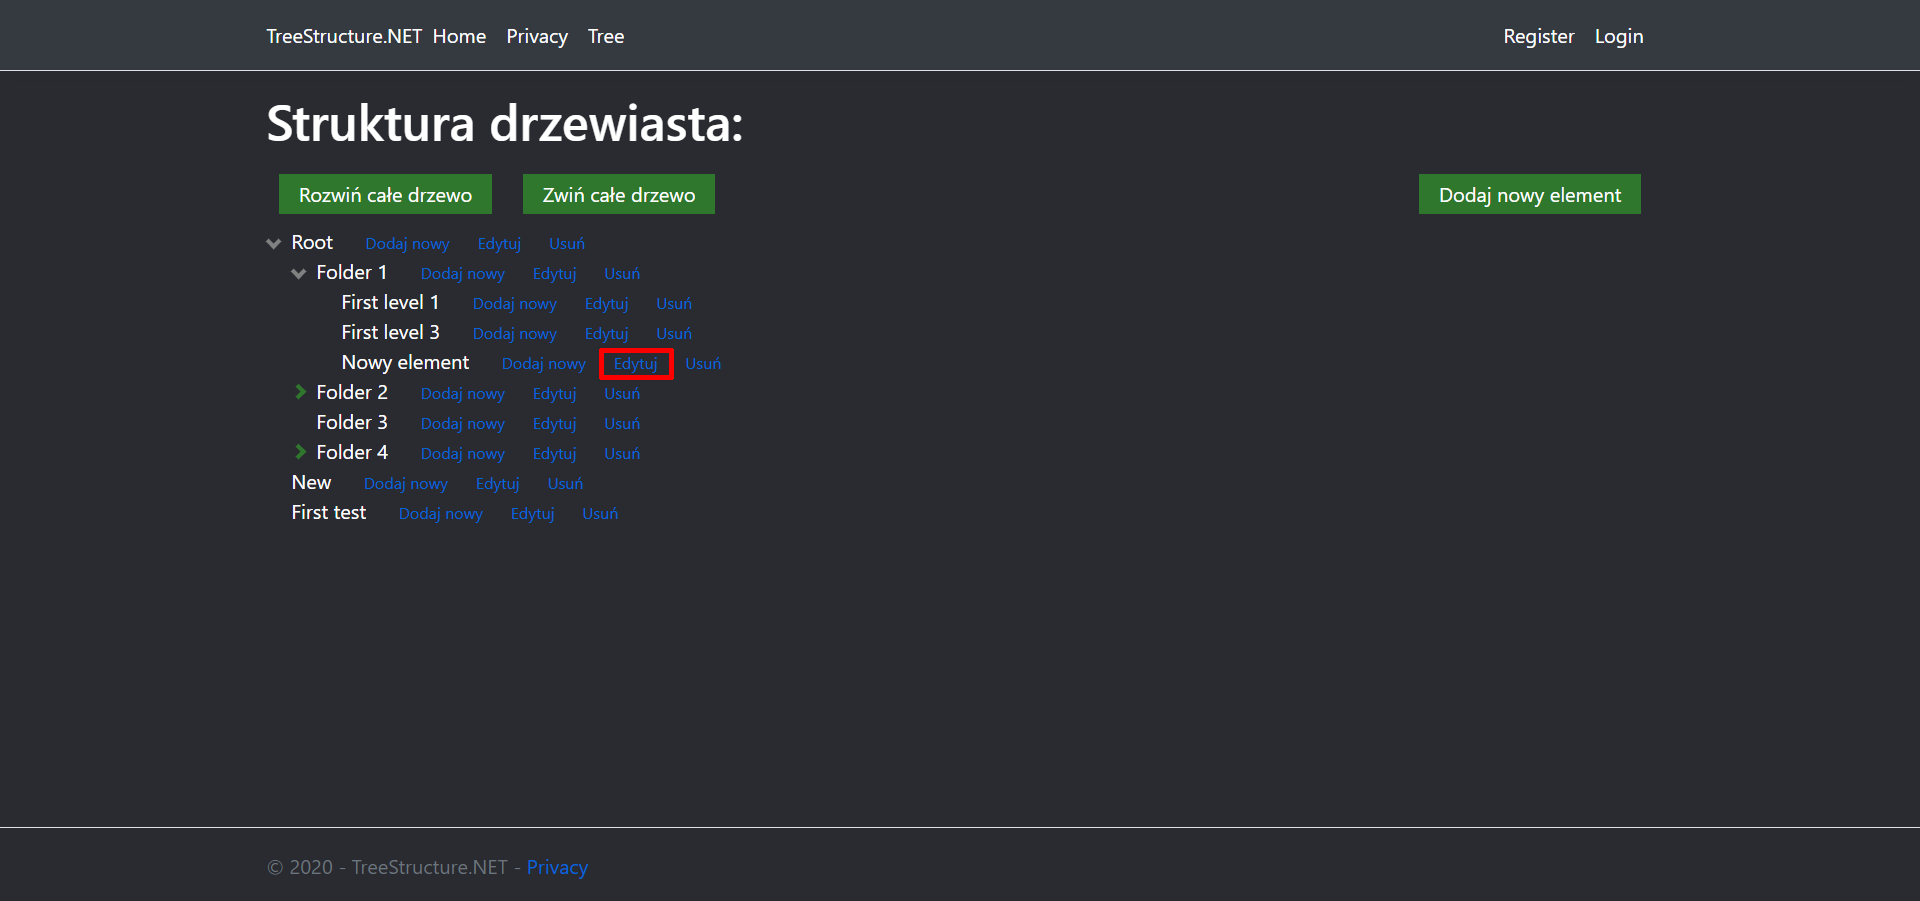 TreeStructure.NET Home Privacy Tree Register Login
Struktura drzewiasta:
Rozwiń całe drzewo Zwiń całe drzewo Dodaj nowy element
Root Dodaj nowy Edytuj Usuń
Folder 1 Dodaj nowy Edytuj Usuń
First level 1 Dodaj nowy Edytuj Usuń
First level 3 Dodaj nowy Edytuj Usuń
Nowy element Dodaj nowy Edytuj Usuń
Folder 2 Dodaj nowy Edytuj Usuń
Folder 3 Dodaj nowy Edytuj Usuń
Folder 4 Dodaj nowy Edytuj Usuń
New Dodaj nowy Edytuj Usuń
First test Dodaj nowy Edytuj Usuń
© 2020 - TreeStructure.NET - Privacy